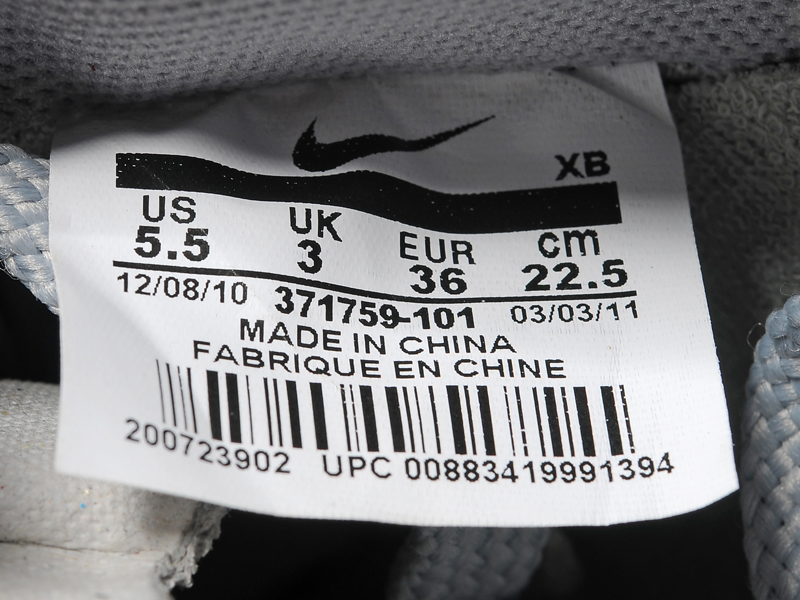 XB
US UK EUR cm
5.5 3 36 22.5
12/08/10 371759-101 03/03/11
MADE IN CHINA
FABRIQUE EN CHINE
200723902 UPC 00883419991394